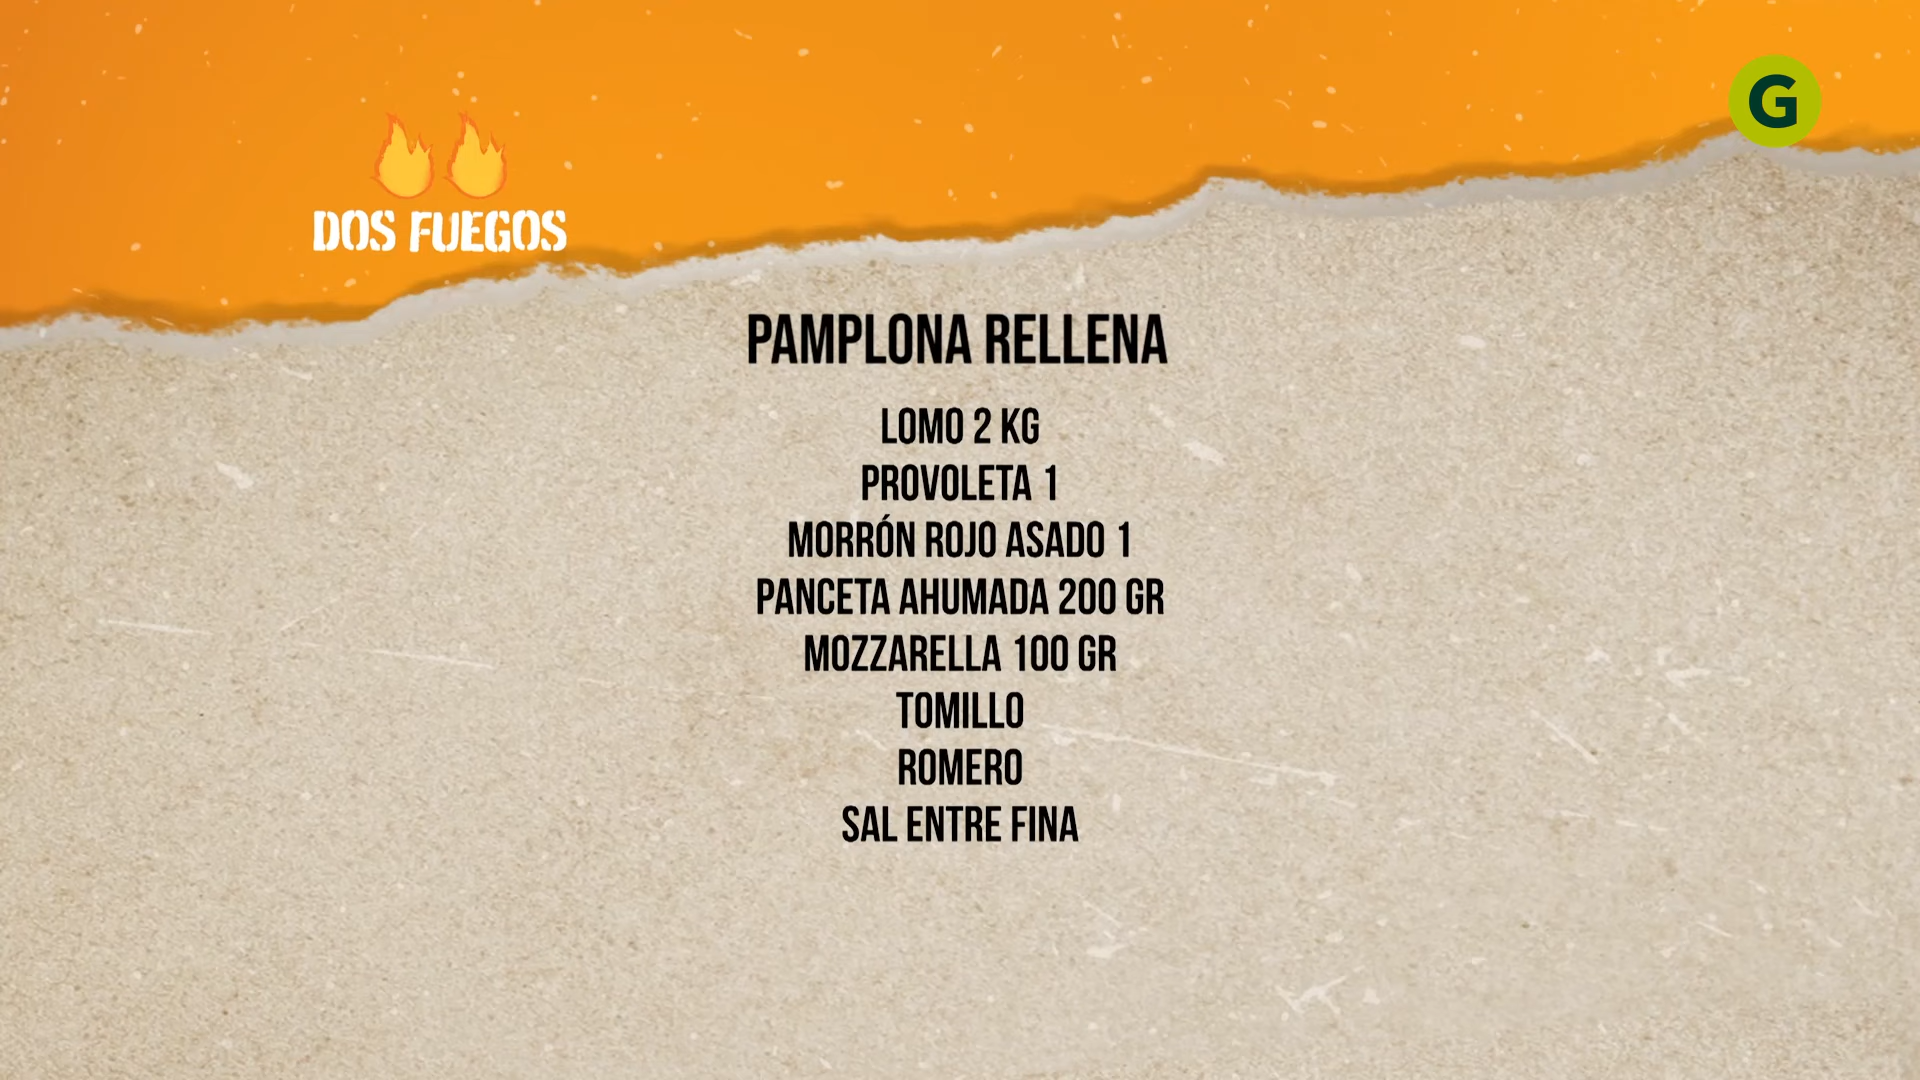 G
DOS FUEGOS
PAMPLONA RELLENA
LOMO 2 KG
PROVOLETA 1
MORRÓN ROJO ASADO 1
PANCETA AHUMADA 200 GR
MOZZARELLA 100 GR
TOMILLO
ROMERO
SAL ENTRE FINA